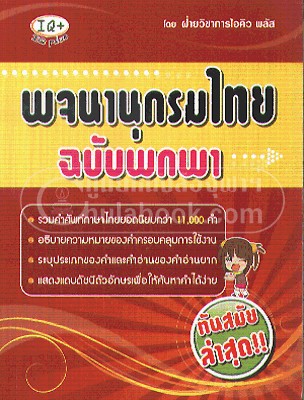 IQ+
โดย ฝ่ายวิชาการไอคิว พลัส
พจนานุกรมไทย
ฉบับพกพา
• รวมคำศัพท์ภาษาไทยยอดนิยมกว่า 11,000 คำ
• อธิบายความหมายของคำครอบคลุมการใช้งาน
• ระบุประเภทของคำและคำอ่านของคำอ่านยาก
• แสดงแถบดัชนีตัวอักษรเพื่อให้ค้นหาคำได้ง่าย
ทันสมัย
ล่าสุด!!